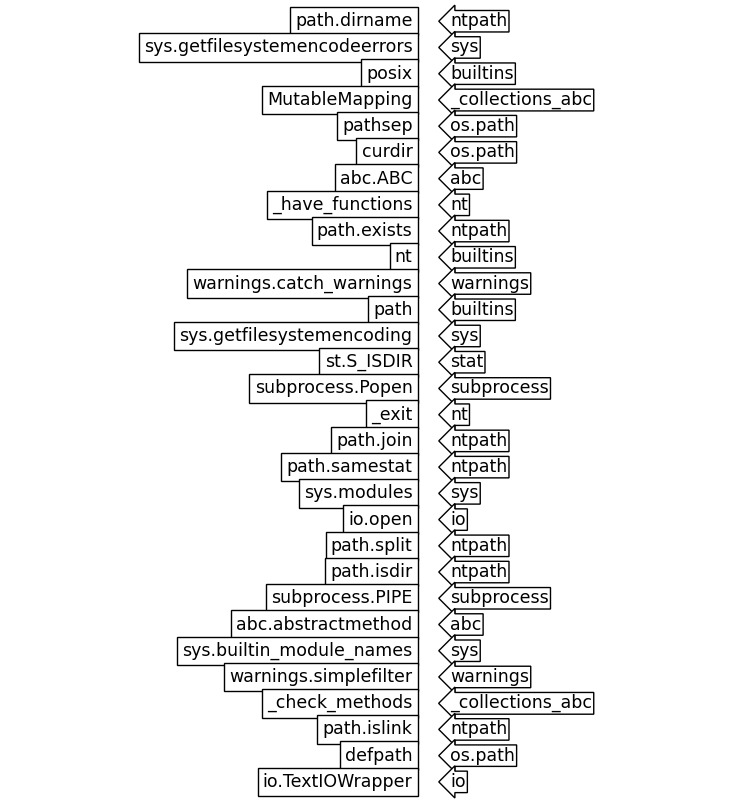 path.dirname ntpath
sys.getfilesystemencodeerrors sys
posix builtins
MutableMapping _collections_abc
pathsep os.path
curdir os.path
abc.ABC abc
_have_functions nt
path.exists ntpath
nt builtins
warnings.catch_warnings warnings
path builtins
sys.getfilesystemencoding sys
st.S_ISDIR stat
subprocess.Popen subprocess
_exit nt
path.join ntpath
path.samestat ntpath
sys.modules sys
io.open io
path.split ntpath
path.isdir ntpath
subprocess.PIPE subprocess
abc.abstractmethod abc
sys.builtin_module_names sys
warnings.simplefilter warnings
_check_methods _collections_abc
path.islink ntpath
defpath os.path
io.TextIOWrapper io